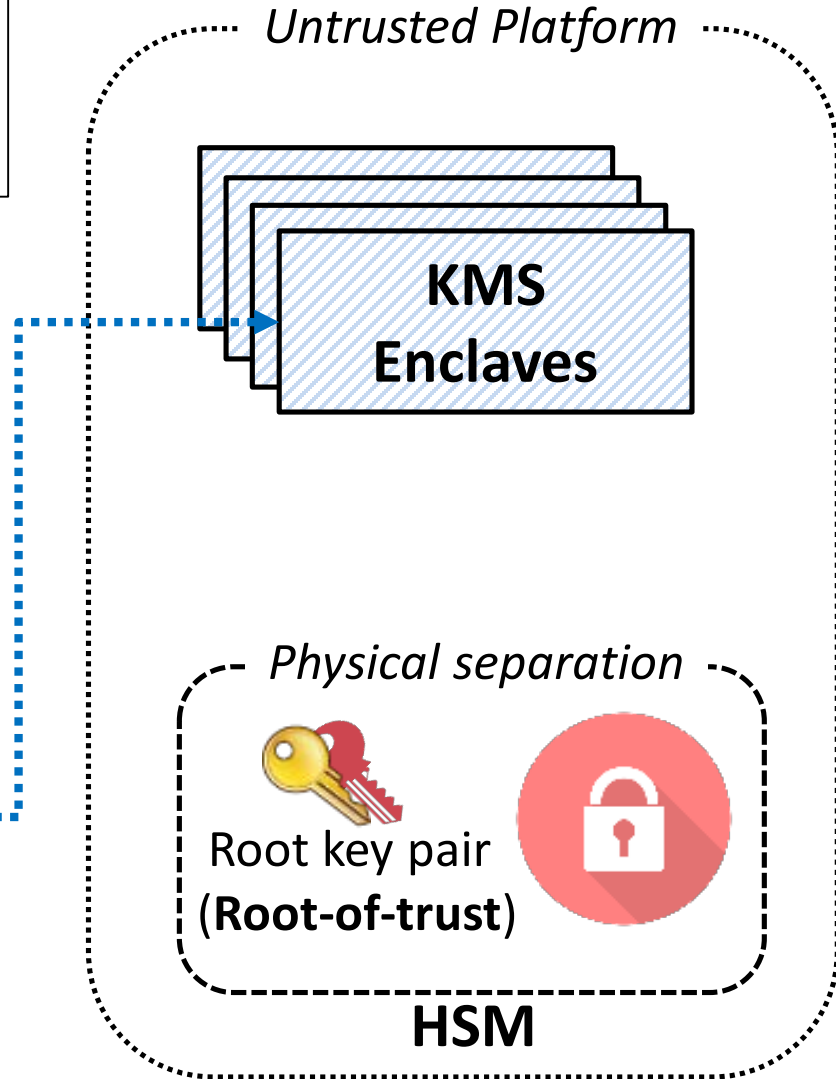 Untrusted Platform
KMS
Enclaves
Physical separation
Root key pair
(Root-of-trust)
HSM